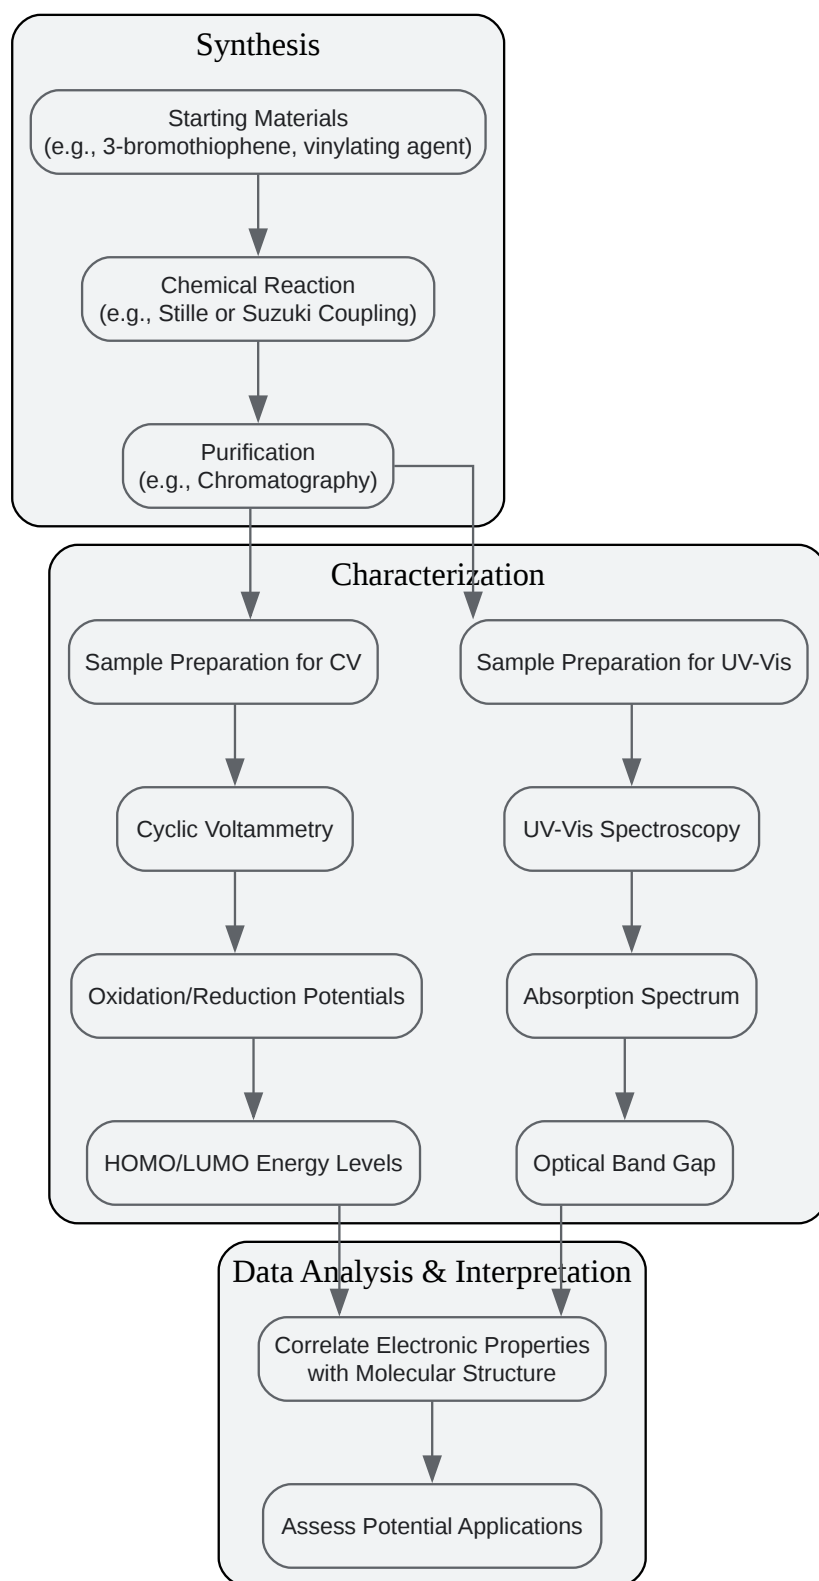 Synthesis
Starting Materials
(e.g., 3-bromothiophene, vinylating agent)
Chemical Reaction
(e.g., Stille or Suzuki Coupling)
Purification
(e.g., Chromatography)
Characterization
Sample Preparation for CV
Sample Preparation for UV-Vis
Cyclic Voltammetry
UV-Vis Spectroscopy
Oxidation/Reduction Potentials
Absorption Spectrum
HOMO/LUMO Energy Levels
Optical Band Gap
Data Analysis & Interpretation
Correlate Electronic Properties
with Molecular Structure
Assess Potential Applications